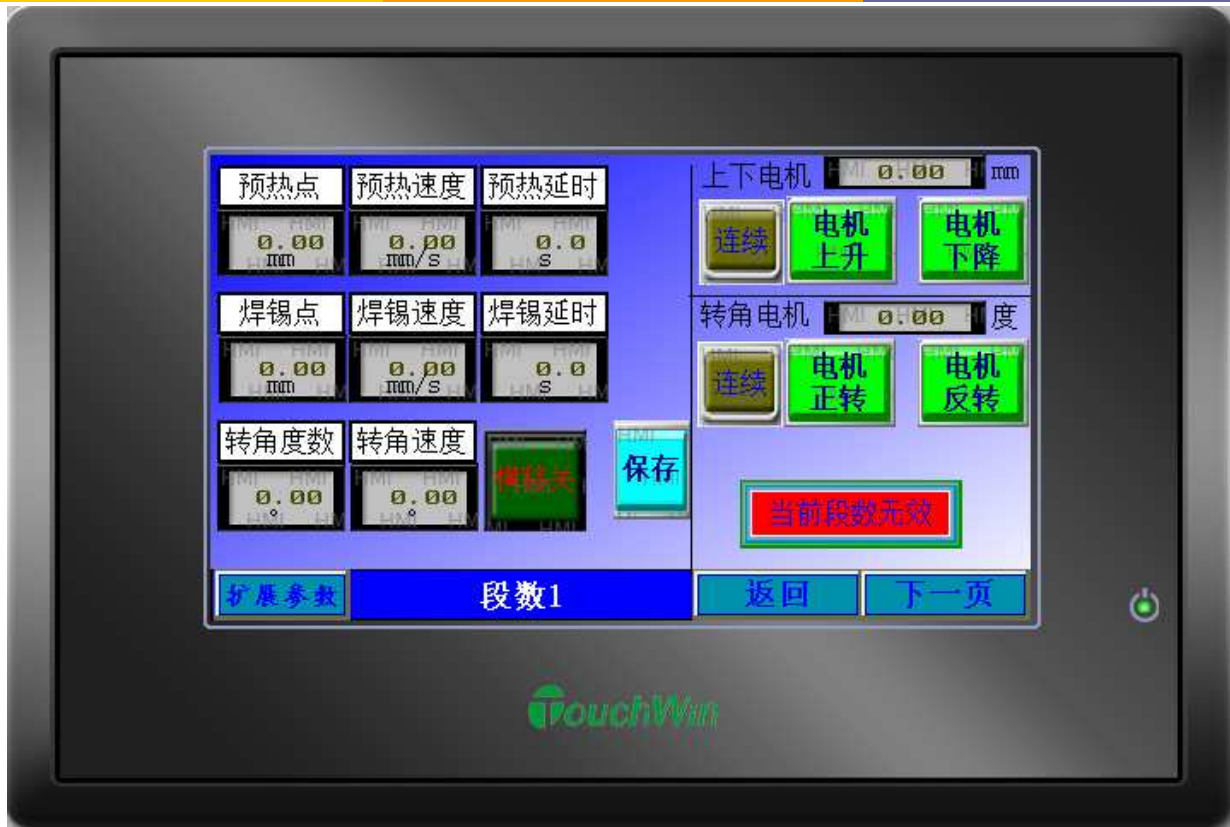 预热点 预热速度 预热延时
0.00 0.00 0.0
mm mm/s s
焊锡点 焊锡速度 焊锡延时
0.00 0.00 0.0
mm mm/s s
转角度数 转角速度
0.00 0.00
° °
保存
扩展参数 段数1
上下电机 0.00 mm
连续 电机上升 电机下降
转角电机 0.00 度
连续 电机正转 电机反转
当前段数无效
返回 下一页
TouchWin